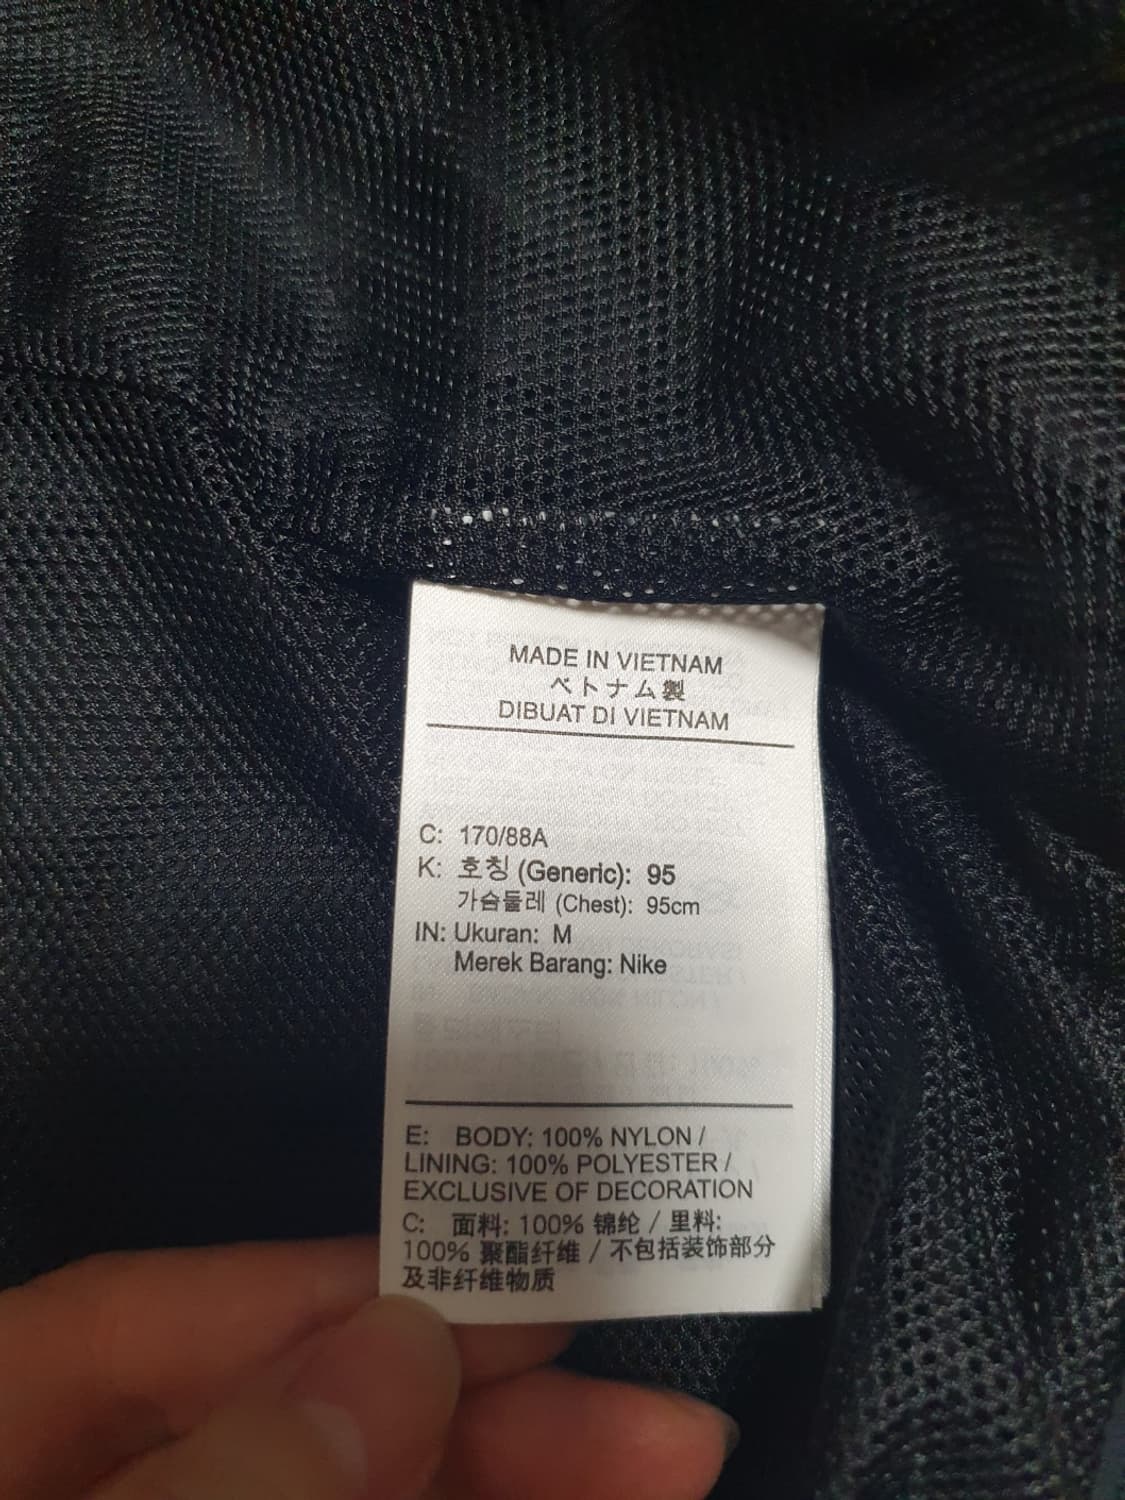 MADE IN VIETNAM
ベトナム製
DIBUAT DI VIETNAM
C: 170/88A
K: 호칭 (Generic): 95
가슴둘레 (Chest): 95cm
IN: Ukuran: M
Merek Barang: Nike
E: BODY: 100% NYLON /
LINING: 100% POLYESTER /
EXCLUSIVE OF DECORATION
C: 面料: 100% 锦纶 / 里料:
100% 聚酯纤维 / 不包括装饰部分
及非纤维物质